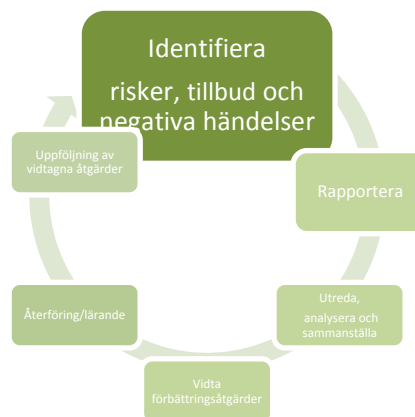 Identifiera
risker, tillbud och
negativa händelser
Rapportera
Utreda,
analysera och
sammanställa
Vidta
förbättringsåtgärder
Återföring/lärande
Uppföljning av
vidtagna åtgärder